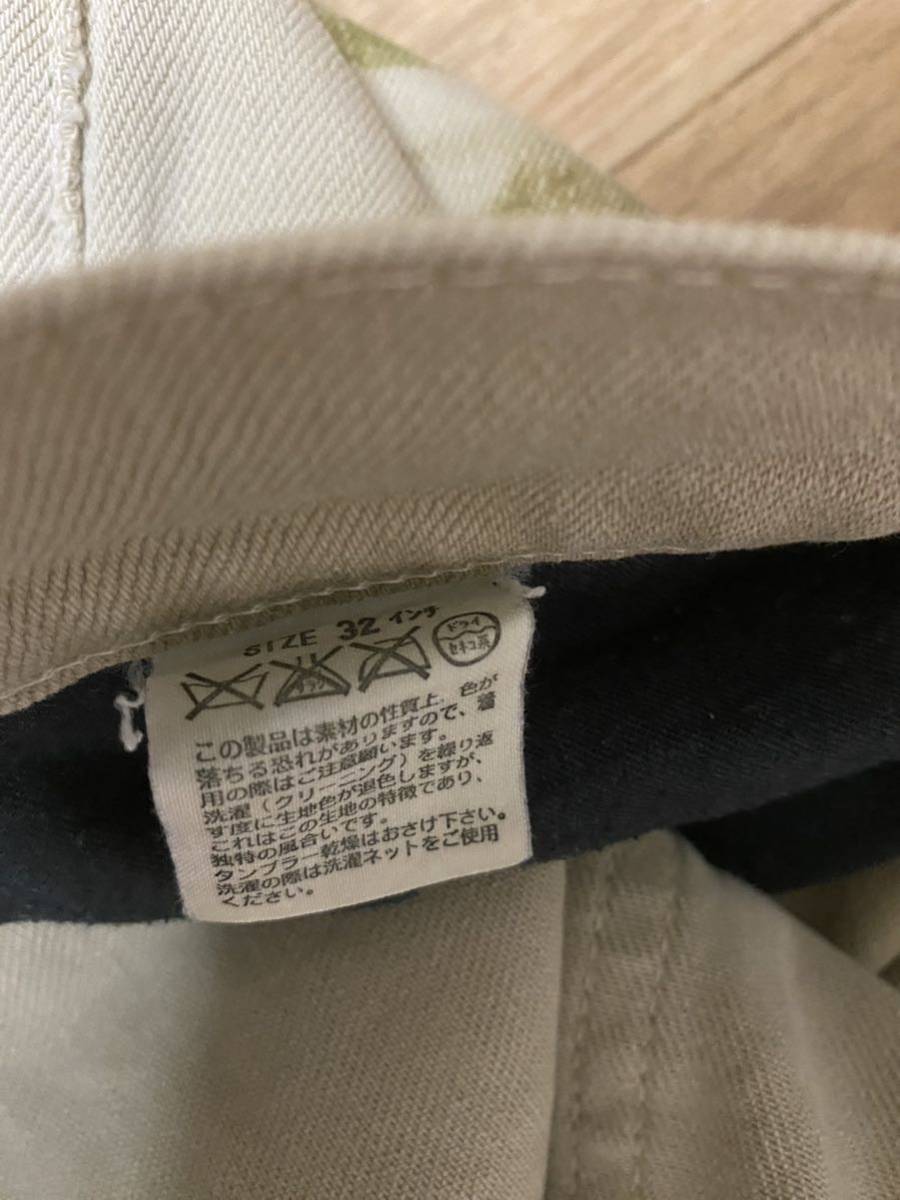 SIZE 32 インチ
ドライ
セキユ系
この製品は素材の性質上、色が
落ちる恐れがありますので、着
用の際はご注意願います。
洗濯（クリーニング）を繰り返
す度に生地色が退色しますが、
これはこの生地の特徴であり、
独特の風合いです。
タンブラー乾燥はおさけ下さい。
洗濯の際は洗濯ネットをご使用
ください。